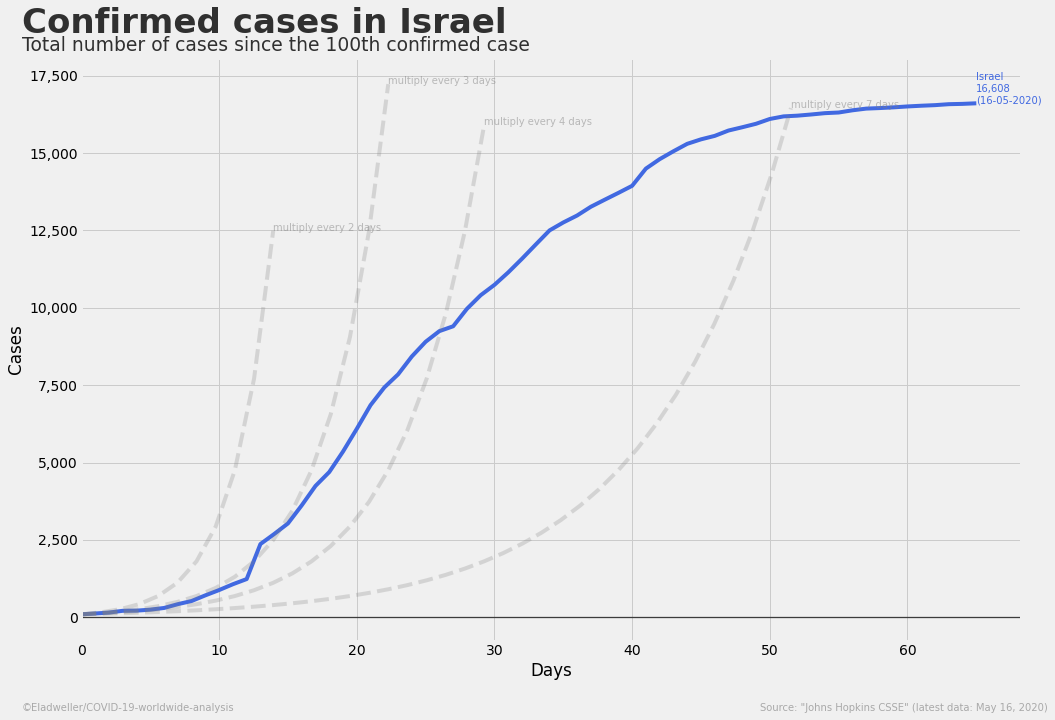 Confirmed cases in Israel
Total number of cases since the 100th confirmed case
17,500
15,000
12,500
10,000
7,500
5,000
2,500
0
Cases
multiply every 2 days
multiply every 3 days
multiply every 4 days
multiply every 7 days
Israel
16,608
(16-05-2020)
0 10 20 30 40 50 60
Days
©Eladweller/COVID-19-worldwide-analysis
Source: "Johns Hopkins CSSE" (latest data: May 16, 2020)